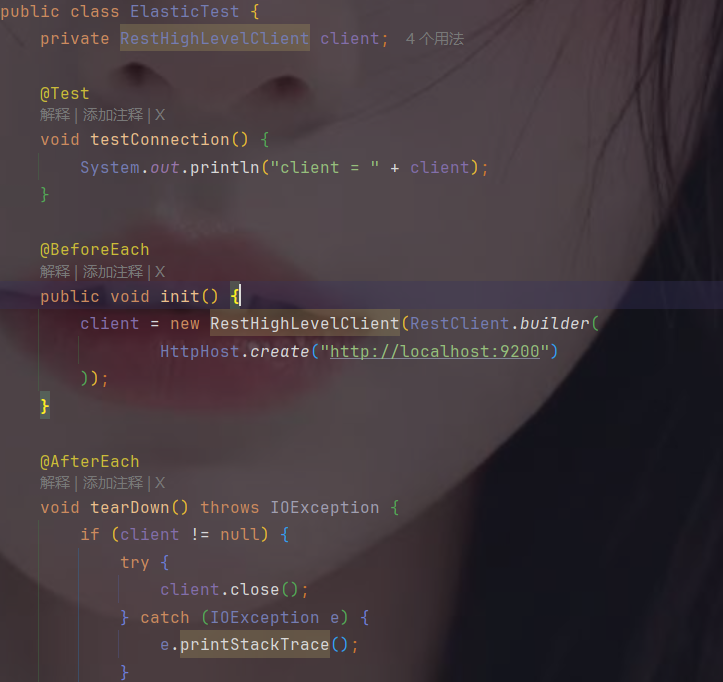 public class ElasticTest {
    private RestHighLevelClient client; 4个用法
    @Test
    解释 | 添加注释 | X
    void testConnection() {
        System.out.println("client = " + client);
    }
    @BeforeEach
    解释 | 添加注释 | X
    public void init() {
        client = new RestHighLevelClient(RestClient.builder(
                HttpHost.create("http://localhost:9200")
        ));
    }
    @AfterEach
    解释 | 添加注释 | X
    void tearDown() throws IOException {
        if (client != null) {
            try {
                client.close();
            } catch (IOException e) {
                e.printStackTrace();
            }